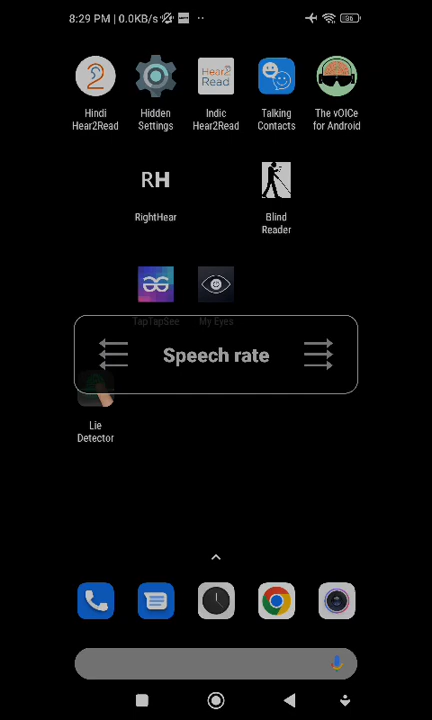 8:29 PM | 0.0KB/s
Hear2
Read
Hindi
Hear2Read
Hidden
Settings
Indic
Hear2Read
Talking
Contacts
The vOICe
for Android
RH
RightHear
Blind
Reader
TapTapSee
My Eyes
Speech rate
Lie
Detector